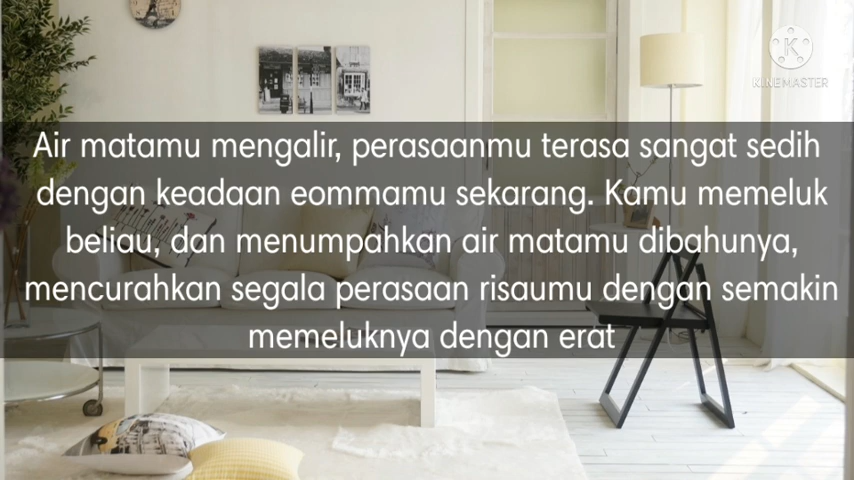 KINEMASTER
Air matamu mengalir, perasaanmu terasa sangat sedih
dengan keadaan eommamu sekarang. Kamu memeluk
beliau, dan menumpahkan air matamu dibahunya,
mencurahkan segala perasaan risaumu dengan semakin
memeluknya dengan erat